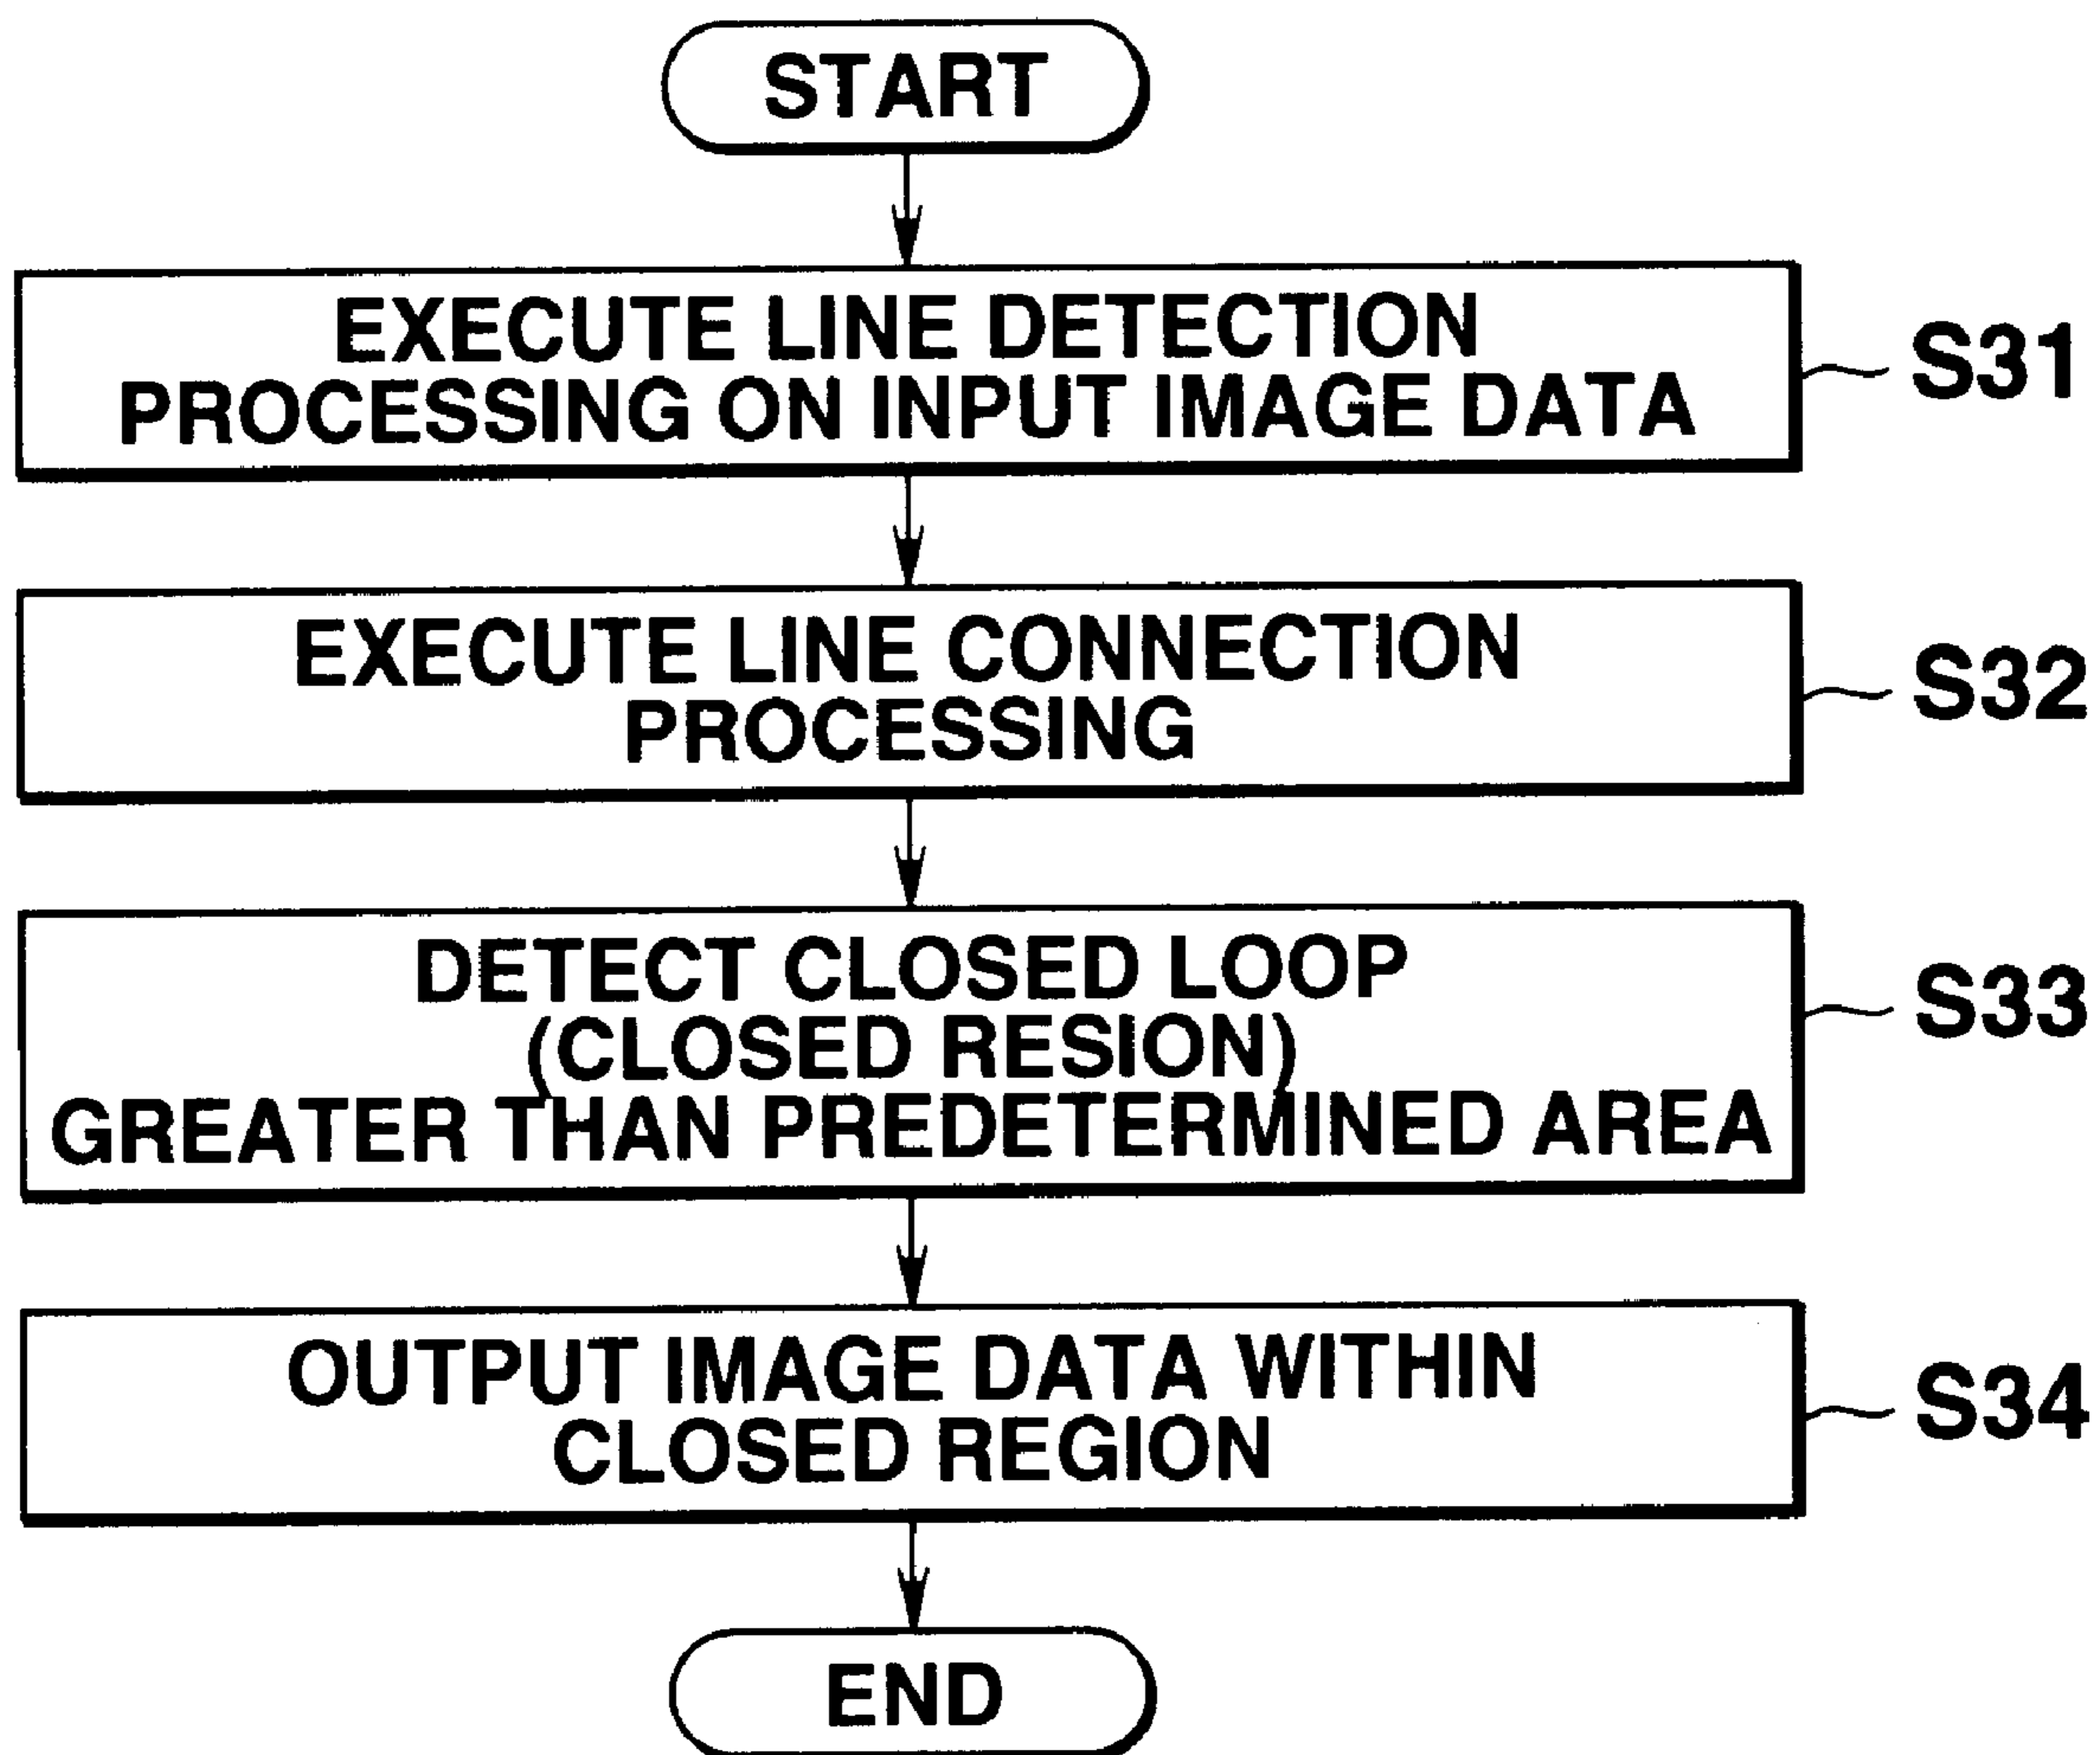 START
EXECUTE LINE DETECTION
PROCESSING ON INPUT IMAGE DATA
S31
EXECUTE LINE CONNECTION
PROCESSING
S32
DETECT CLOSED LOOP
(CLOSED RESION)
GREATER THAN PREDETERMINED AREA
S33
OUTPUT IMAGE DATA WITHIN
CLOSED REGION
S34
END